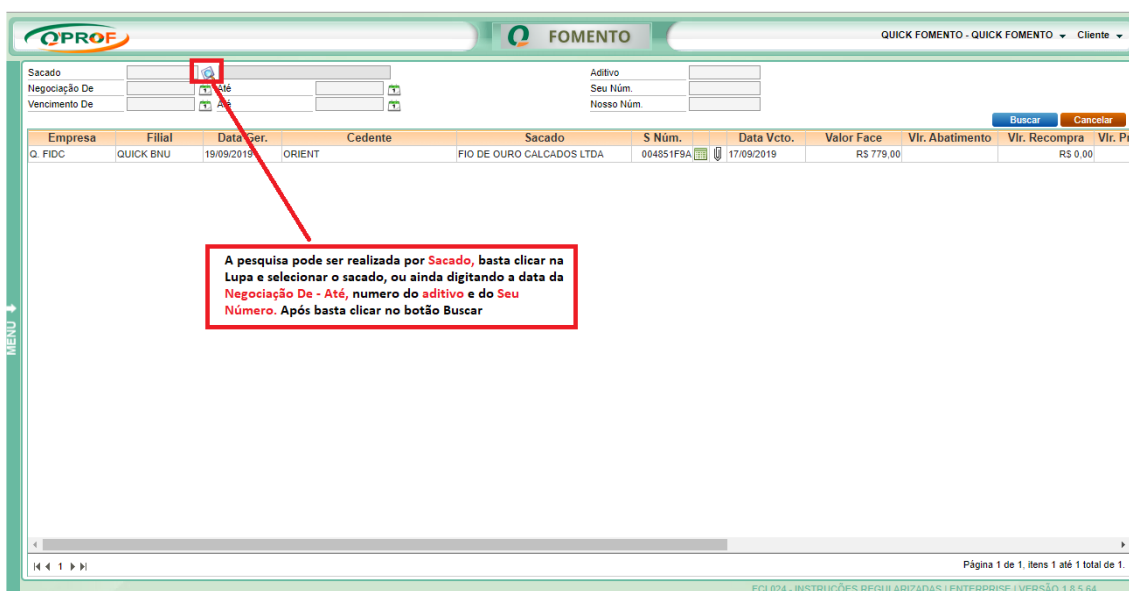 QPROF
Q FOMENTO
QUICK FOMENTO - QUICK FOMENTO Cliente
Sacado
Aditivo
Negociação De Até
Seu Núm.
Vencimento De Até
Nosso Núm.
Buscar Cancelar
Empresa Filial Data Ger. Cedente Sacado S Núm. Data Vcto. Valor Face Vlr. Abatimento Vlr. Recompra Vlr. Pr
Q. FIDC QUICK BNU 19/09/2019 ORIENT FIO DE OURO CALCADOS LTDA 004851F9A 17/09/2019 R$ 779,00 R$ 0,00
A pesquisa pode ser realizada por Sacado, basta clicar na
Lupa e selecionar o sacado, ou ainda digitando a data da
Negociação De - Até, numero do aditivo e do Seu
Número. Após basta clicar no botão Buscar
MENU
1
Página 1 de 1, itens 1 até 1 total de 1.
FCL024 - INSTRUÇÕES REGULARIZADAS | ENTERPRISE | VERSÃO 1.8.5.64